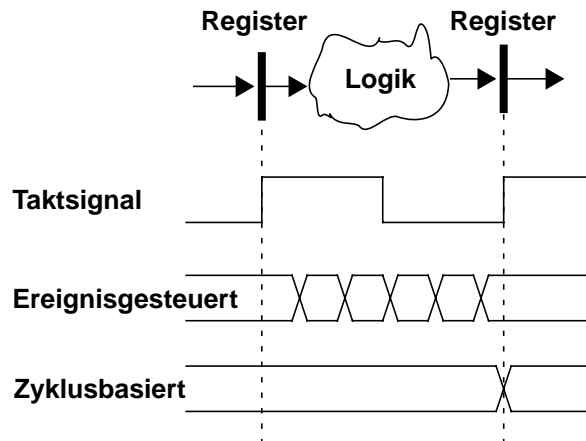 Register Register
Logik
Taktsignal
Ereignisgesteuert
Zyklusbasiert